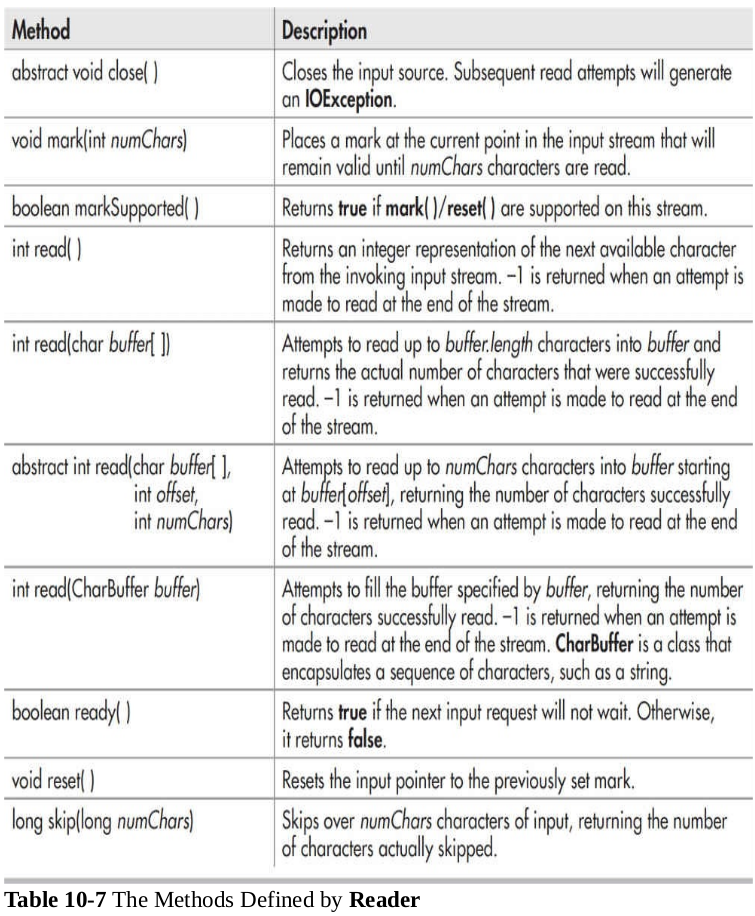 Method Description
abstract void close( ) Closes the input source. Subsequent read attempts will generate
an IOException.
void mark(int numChars) Places a mark at the current point in the input stream that will
remain valid until numChars characters are read.
boolean markSupported( ) Returns true if mark( )/reset( ) are supported on this stream.
int read( ) Returns an integer representation of the next available character
from the invoking input stream. –1 is returned when an attempt is
made to read at the end of the stream.
int read(char buffer[ ]) Attempts to read up to buffer.length characters into buffer and
returns the actual number of characters that were successfully
read. –1 is returned when an attempt is made to read at the end
of the stream.
abstract int read(char buffer[ ], Attempts to read up to numChars characters into buffer starting
int offset, at buffer[offset], returning the number of characters successfully
int numChars) read. –1 is returned when an attempt is made to read at the end
of the stream.
int read(CharBuffer buffer) Attempts to fill the buffer specified by buffer, returning the number
of characters successfully read. –1 is returned when an attempt is
made to read at the end of the stream. CharBuffer is a class that
encapsulates a sequence of characters, such as a string.
boolean ready( ) Returns true if the next input request will not wait. Otherwise,
it returns false.
void reset( ) Resets the input pointer to the previously set mark.
long skip(long numChars) Skips over numChars characters of input, returning the number
of characters actually skipped.
Table 10-7 The Methods Defined by Reader